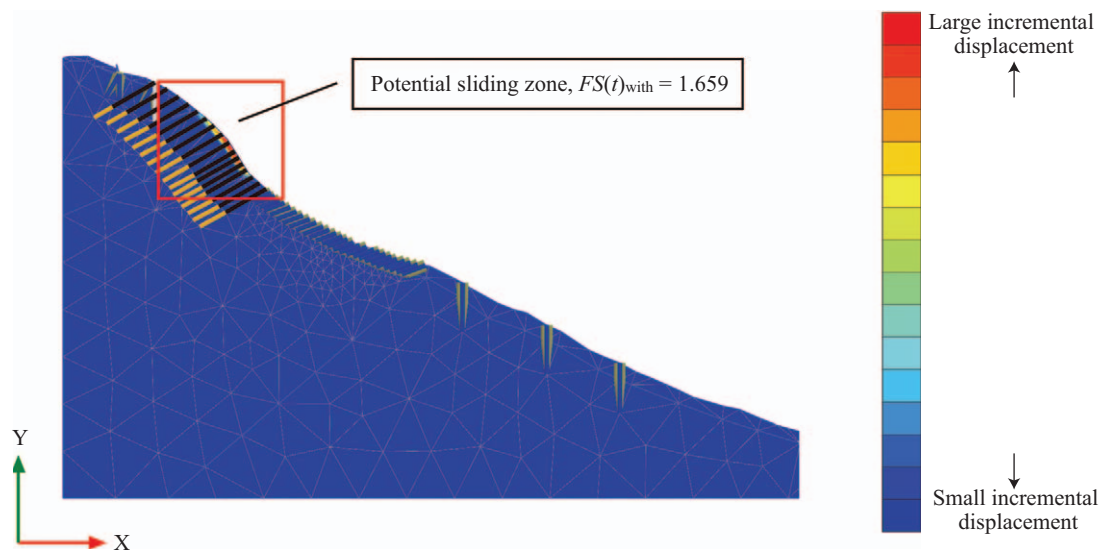 Large incremental
displacement
Potential sliding zone, FS(t)with = 1.659
Y
X
Small incremental
displacement